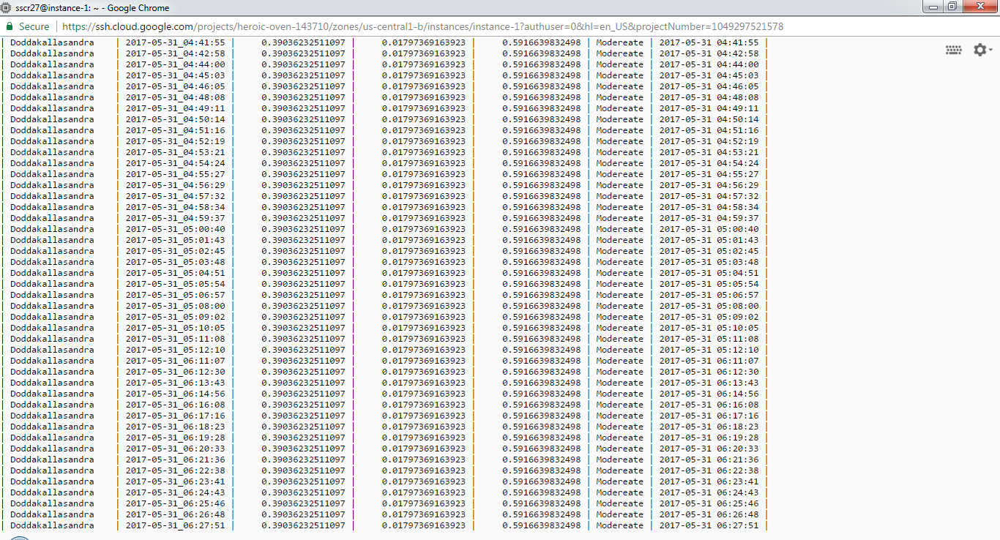 sscr27@instance-1: ~ - Google Chrome
Secure | https://ssh.cloud.google.com/projects/heroic-oven-143710/zones/us-central1-b/instances/instance-1?authuser=0&hl=en_US&projectNumber=1049297521578
| Doddakallasandra | 2017-05-31_04:41:55 | 0.39036232511097 | 0.01797369163923 | 0.5916639832498 | Modereate | 2017-05-31 04:41:55 |
| Doddakallasandra | 2017-05-31_04:42:58 | 0.39036232511097 | 0.01797369163923 | 0.5916639832498 | Modereate | 2017-05-31 04:42:58 |
| Doddakallasandra | 2017-05-31_04:44:00 | 0.39036232511097 | 0.01797369163923 | 0.5916639832498 | Modereate | 2017-05-31 04:44:00 |
| Doddakallasandra | 2017-05-31_04:45:03 | 0.39036232511097 | 0.01797369163923 | 0.5916639832498 | Modereate | 2017-05-31 04:45:03 |
| Doddakallasandra | 2017-05-31_04:46:05 | 0.39036232511097 | 0.01797369163923 | 0.5916639832498 | Modereate | 2017-05-31 04:46:05 |
| Doddakallasandra | 2017-05-31_04:48:08 | 0.39036232511097 | 0.01797369163923 | 0.5916639832498 | Modereate | 2017-05-31 04:48:08 |
| Doddakallasandra | 2017-05-31_04:49:11 | 0.39036232511097 | 0.01797369163923 | 0.5916639832498 | Modereate | 2017-05-31 04:49:11 |
| Doddakallasandra | 2017-05-31_04:50:14 | 0.39036232511097 | 0.01797369163923 | 0.5916639832498 | Modereate | 2017-05-31 04:50:14 |
| Doddakallasandra | 2017-05-31_04:51:16 | 0.39036232511097 | 0.01797369163923 | 0.5916639832498 | Modereate | 2017-05-31 04:51:16 |
| Doddakallasandra | 2017-05-31_04:52:19 | 0.39036232511097 | 0.01797369163923 | 0.5916639832498 | Modereate | 2017-05-31 04:52:19 |
| Doddakallasandra | 2017-05-31_04:53:21 | 0.39036232511097 | 0.01797369163923 | 0.5916639832498 | Modereate | 2017-05-31 04:53:21 |
| Doddakallasandra | 2017-05-31_04:54:24 | 0.39036232511097 | 0.01797369163923 | 0.5916639832498 | Modereate | 2017-05-31 04:54:24 |
| Doddakallasandra | 2017-05-31_04:55:27 | 0.39036232511097 | 0.01797369163923 | 0.5916639832498 | Modereate | 2017-05-31 04:55:27 |
| Doddakallasandra | 2017-05-31_04:56:29 | 0.39036232511097 | 0.01797369163923 | 0.5916639832498 | Modereate | 2017-05-31 04:56:29 |
| Doddakallasandra | 2017-05-31_04:57:32 | 0.39036232511097 | 0.01797369163923 | 0.5916639832498 | Modereate | 2017-05-31 04:57:32 |
| Doddakallasandra | 2017-05-31_04:58:34 | 0.39036232511097 | 0.01797369163923 | 0.5916639832498 | Modereate | 2017-05-31 04:58:34 |
| Doddakallasandra | 2017-05-31_04:59:37 | 0.39036232511097 | 0.01797369163923 | 0.5916639832498 | Modereate | 2017-05-31 04:59:37 |
| Doddakallasandra | 2017-05-31_05:00:40 | 0.39036232511097 | 0.01797369163923 | 0.5916639832498 | Modereate | 2017-05-31 05:00:40 |
| Doddakallasandra | 2017-05-31_05:01:43 | 0.39036232511097 | 0.01797369163923 | 0.5916639832498 | Modereate | 2017-05-31 05:01:43 |
| Doddakallasandra | 2017-05-31_05:02:45 | 0.39036232511097 | 0.01797369163923 | 0.5916639832498 | Modereate | 2017-05-31 05:02:45 |
| Doddakallasandra | 2017-05-31_05:03:48 | 0.39036232511097 | 0.01797369163923 | 0.5916639832498 | Modereate | 2017-05-31 05:03:48 |
| Doddakallasandra | 2017-05-31_05:04:51 | 0.39036232511097 | 0.01797369163923 | 0.5916639832498 | Modereate | 2017-05-31 05:04:51 |
| Doddakallasandra | 2017-05-31_05:05:54 | 0.39036232511097 | 0.01797369163923 | 0.5916639832498 | Modereate | 2017-05-31 05:05:54 |
| Doddakallasandra | 2017-05-31_05:06:57 | 0.39036232511097 | 0.01797369163923 | 0.5916639832498 | Modereate | 2017-05-31 05:06:57 |
| Doddakallasandra | 2017-05-31_05:08:00 | 0.39036232511097 | 0.01797369163923 | 0.5916639832498 | Modereate | 2017-05-31 05:08:00 |
| Doddakallasandra | 2017-05-31_05:09:02 | 0.39036232511097 | 0.01797369163923 | 0.5916639832498 | Modereate | 2017-05-31 05:09:02 |
| Doddakallasandra | 2017-05-31_05:10:05 | 0.39036232511097 | 0.01797369163923 | 0.5916639832498 | Modereate | 2017-05-31 05:10:05 |
| Doddakallasandra | 2017-05-31_05:11:08 | 0.39036232511097 | 0.01797369163923 | 0.5916639832498 | Modereate | 2017-05-31 05:11:08 |
| Doddakallasandra | 2017-05-31_05:12:10 | 0.39036232511097 | 0.01797369163923 | 0.5916639832498 | Modereate | 2017-05-31 05:12:10 |
| Doddakallasandra | 2017-05-31_06:11:07 | 0.39036232511097 | 0.01797369163923 | 0.5916639832498 | Modereate | 2017-05-31 06:11:07 |
| Doddakallasandra | 2017-05-31_06:12:30 | 0.39036232511097 | 0.01797369163923 | 0.5916639832498 | Modereate | 2017-05-31 06:12:30 |
| Doddakallasandra | 2017-05-31_06:13:43 | 0.39036232511097 | 0.01797369163923 | 0.5916639832498 | Modereate | 2017-05-31 06:13:43 |
| Doddakallasandra | 2017-05-31_06:14:56 | 0.39036232511097 | 0.01797369163923 | 0.5916639832498 | Modereate | 2017-05-31 06:14:56 |
| Doddakallasandra | 2017-05-31_06:16:08 | 0.39036232511097 | 0.01797369163923 | 0.5916639832498 | Modereate | 2017-05-31 06:16:08 |
| Doddakallasandra | 2017-05-31_06:17:16 | 0.39036232511097 | 0.01797369163923 | 0.5916639832498 | Modereate | 2017-05-31 06:17:16 |
| Doddakallasandra | 2017-05-31_06:18:23 | 0.39036232511097 | 0.01797369163923 | 0.5916639832498 | Modereate | 2017-05-31 06:18:23 |
| Doddakallasandra | 2017-05-31_06:19:28 | 0.39036232511097 | 0.01797369163923 | 0.5916639832498 | Modereate | 2017-05-31 06:19:28 |
| Doddakallasandra | 2017-05-31_06:20:33 | 0.39036232511097 | 0.01797369163923 | 0.5916639832498 | Modereate | 2017-05-31 06:20:33 |
| Doddakallasandra | 2017-05-31_06:21:36 | 0.39036232511097 | 0.01797369163923 | 0.5916639832498 | Modereate | 2017-05-31 06:21:36 |
| Doddakallasandra | 2017-05-31_06:22:38 | 0.39036232511097 | 0.01797369163923 | 0.5916639832498 | Modereate | 2017-05-31 06:22:38 |
| Doddakallasandra | 2017-05-31_06:23:41 | 0.39036232511097 | 0.01797369163923 | 0.5916639832498 | Modereate | 2017-05-31 06:23:41 |
| Doddakallasandra | 2017-05-31_06:24:43 | 0.39036232511097 | 0.01797369163923 | 0.5916639832498 | Modereate | 2017-05-31 06:24:43 |
| Doddakallasandra | 2017-05-31_06:25:46 | 0.39036232511097 | 0.01797369163923 | 0.5916639832498 | Modereate | 2017-05-31 06:25:46 |
| Doddakallasandra | 2017-05-31_06:26:48 | 0.39036232511097 | 0.01797369163923 | 0.5916639832498 | Modereate | 2017-05-31 06:26:48 |
| Doddakallasandra | 2017-05-31_06:27:51 | 0.39036232511097 | 0.01797369163923 | 0.5916639832498 | Modereate | 2017-05-31 06:27:51 |